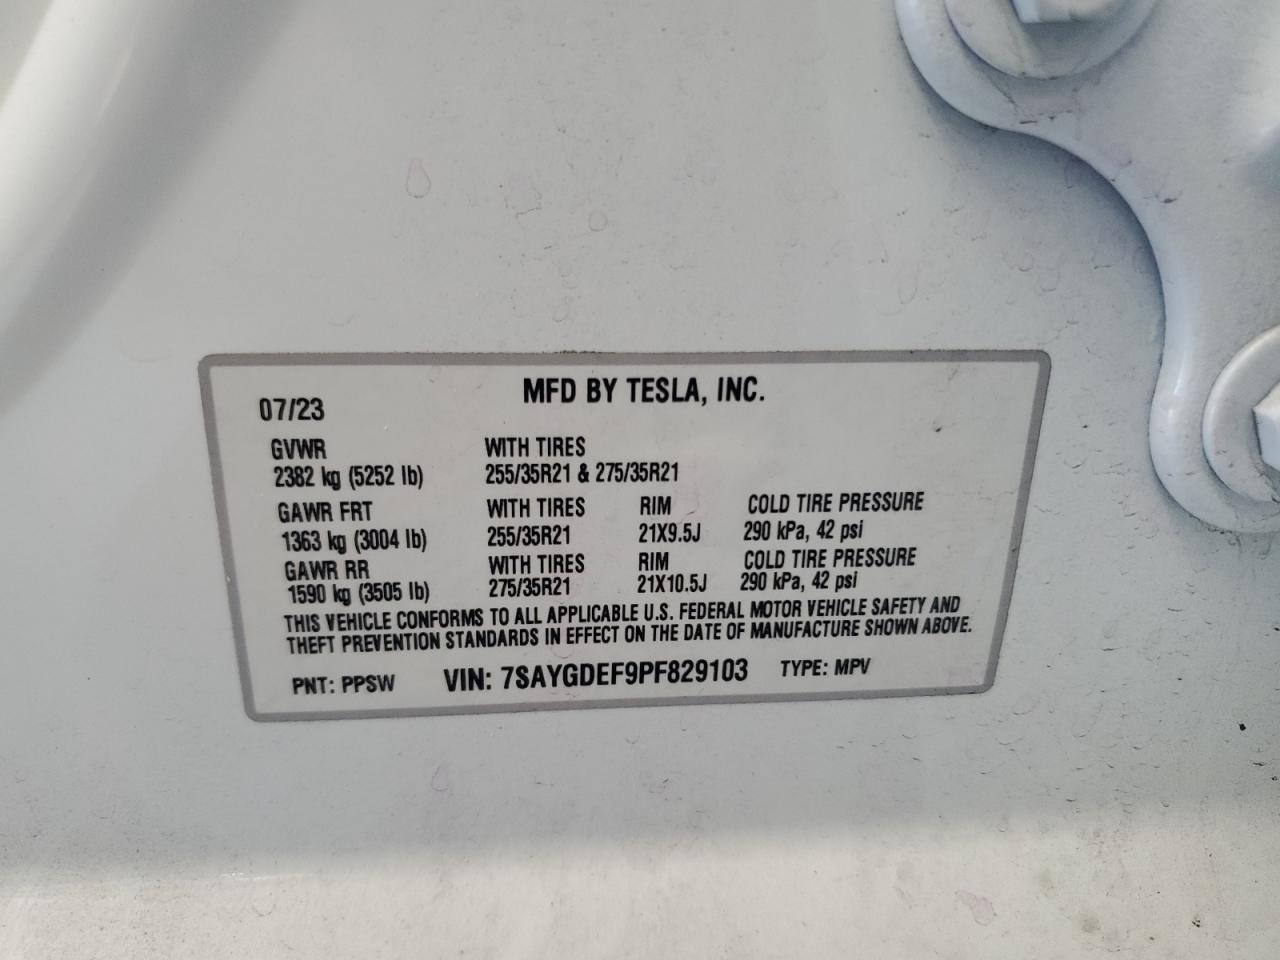 MFD BY TESLA, INC.
07/23
GVWR WITH TIRES
2382 kg (5252 lb) 255/35R21 & 275/35R21
GAWR FRT WITH TIRES RIM COLD TIRE PRESSURE
1363 kg (3004 lb) 255/35R21 21X9.5J 290 kPa, 42 psi
GAWR RR WITH TIRES RIM COLD TIRE PRESSURE
1590 kg (3505 lb) 275/35R21 21X10.5J 290 kPa, 42 psi
THIS VEHICLE CONFORMS TO ALL APPLICABLE U.S. FEDERAL MOTOR VEHICLE SAFETY AND
THEFT PREVENTION STANDARDS IN EFFECT ON THE DATE OF MANUFACTURE SHOWN ABOVE.
PNT: PPSW VIN: 7SAYGDEF9PF829103 TYPE: MPV